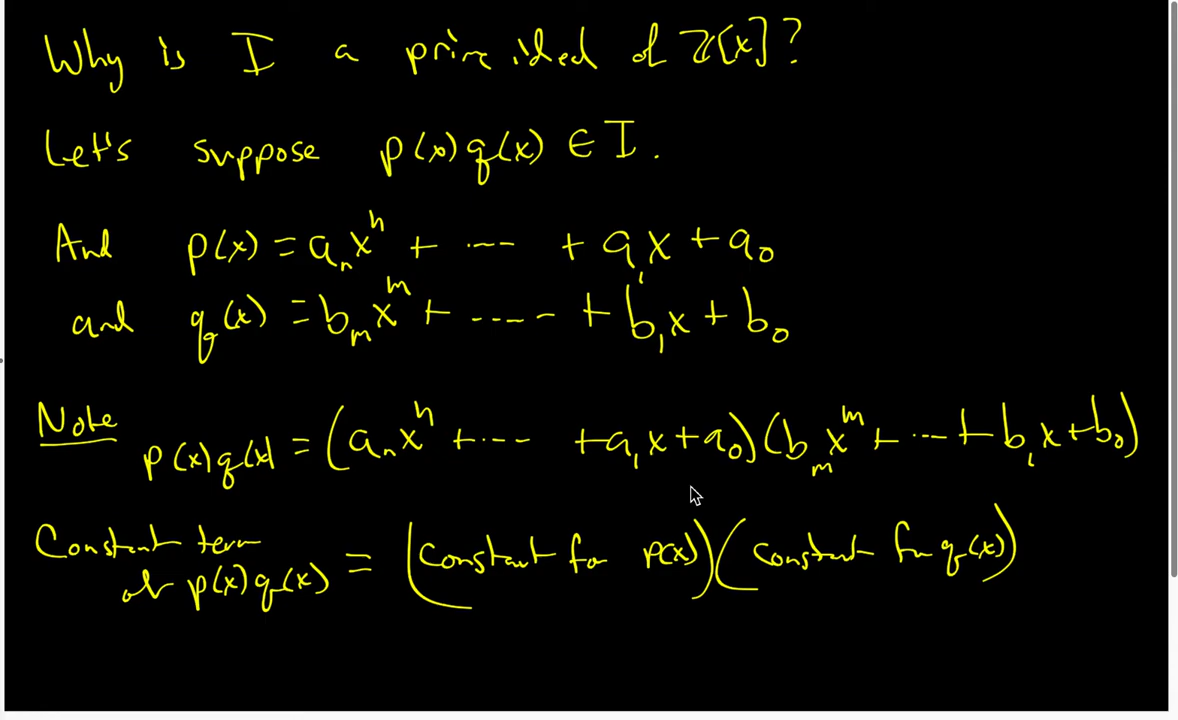 Why is I a prime ideal of ℤ[x]?
Let's suppose p(x)q(x) ∈ I.
And p(x) = aₙxⁿ + ---- + a₁x + a₀
and q(x) = bₘxᵐ + ----- + b₁x + b₀
Note
p(x)q(x) = (aₙxⁿ + ---- + a₁x + a₀)(bₘxᵐ + ---- + b₁x + b₀)
Constant term
of p(x)q(x) = (Constant for p(x))(constant for q(x))